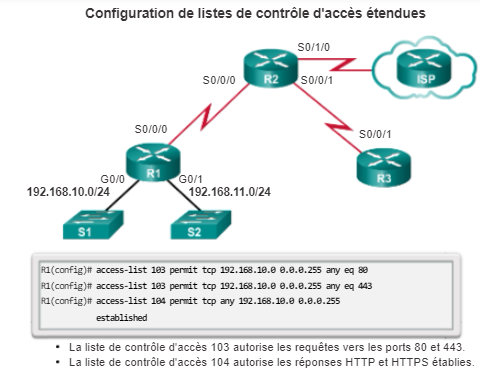 Configuration de listes de contrôle d'accès étendues
S0/1/0
R2
ISP
S0/0/0
S0/0/1
S0/0/0
S0/0/1
R1
R3
G0/0
G0/1
192.168.10.0/24
192.168.11.0/24
S1
S2
R1(config)# access-list 103 permit tcp 192.168.10.0 0.0.0.255 any eq 80
R1(config)# access-list 103 permit tcp 192.168.10.0 0.0.0.255 any eq 443
R1(config)# access-list 104 permit tcp any 192.168.10.0 0.0.0.255
established
• La liste de contrôle d'accès 103 autorise les requêtes vers les ports 80 et 443.
• La liste de contrôle d'accès 104 autorise les réponses HTTP et HTTPS établies.